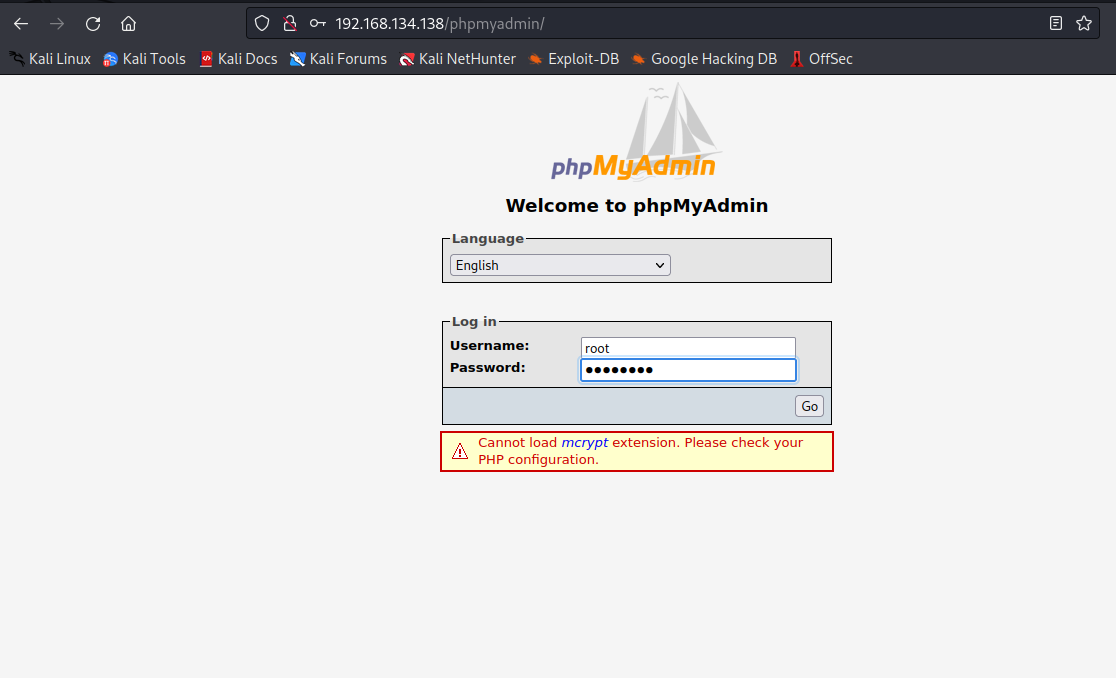 192.168.134.138/phpmyadmin/
Kali Linux Kali Tools Kali Docs Kali Forums Kali NetHunter Exploit-DB Google Hacking DB OffSec
phpMyAdmin
Welcome to phpMyAdmin
Language
English
Log in
Username: root
Password: ●●●●●●●●
Go
Cannot load mcrypt extension. Please check your
PHP configuration.